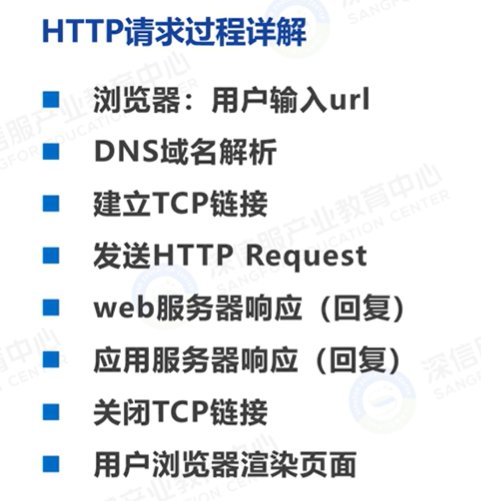 HTTP请求过程详解
浏览器：用户输入url
DNS域名解析
建立TCP链接
发送HTTP Request
web服务器响应（回复）
应用服务器响应（回复）
关闭TCP链接
用户浏览器渲染页面
深信服产业教育中心
SANGFOR EDUCATION CENTER